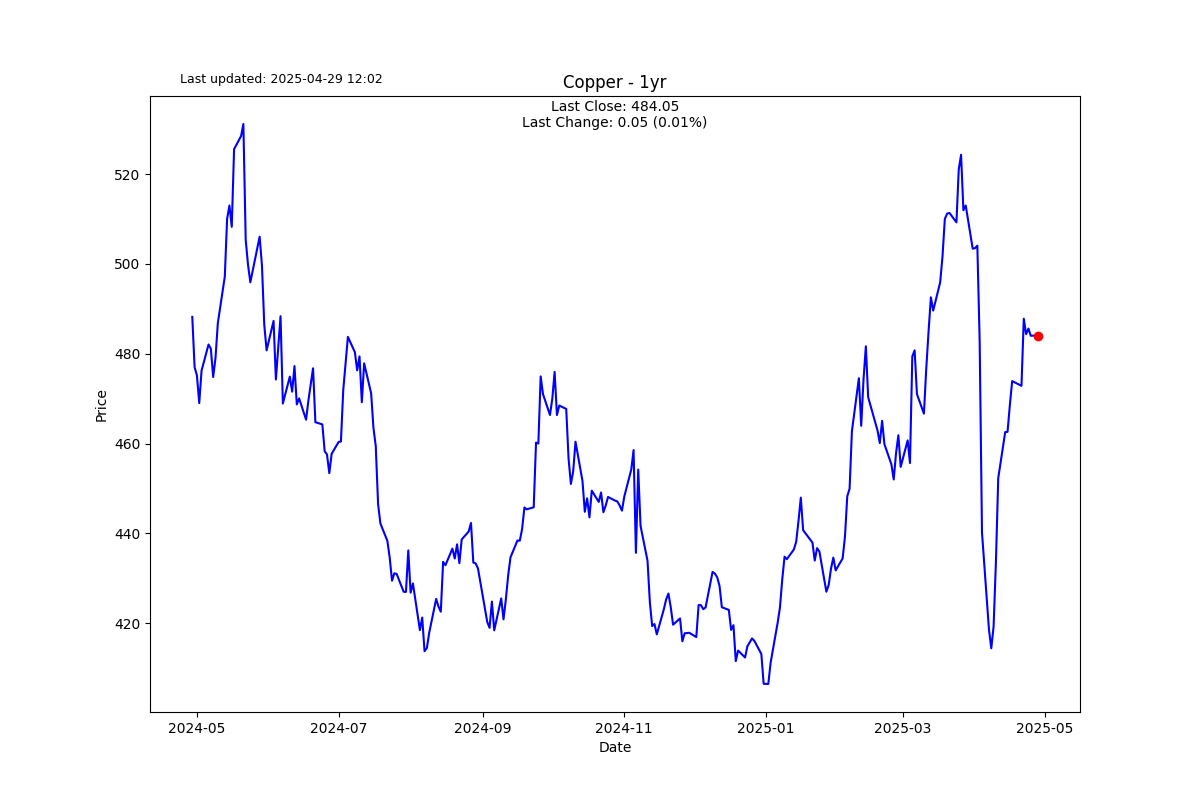 Last updated: 2025-04-29 12:02
Copper - 1yr
Last Close: 484.05
Last Change: 0.05 (0.01%)
520
500
480
460
440
420
Price
2024-05
2024-07
2024-09
2024-11
2025-01
2025-03
2025-05
Date